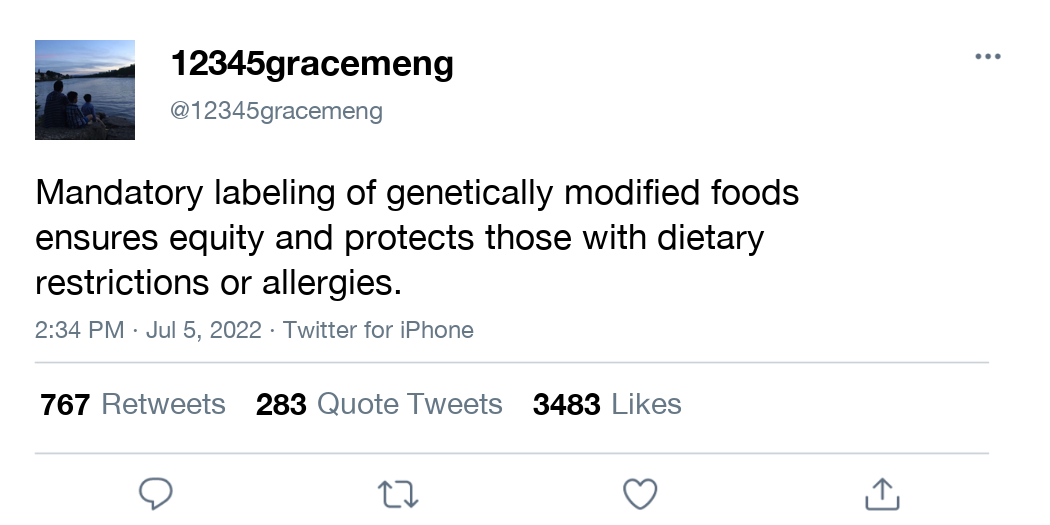 12345gracemeng
@12345gracemeng
Mandatory labeling of genetically modified foods
ensures equity and protects those with dietary
restrictions or allergies.
2:34 PM · Jul 5, 2022 · Twitter for iPhone
767 Retweets 283 Quote Tweets 3483 Likes